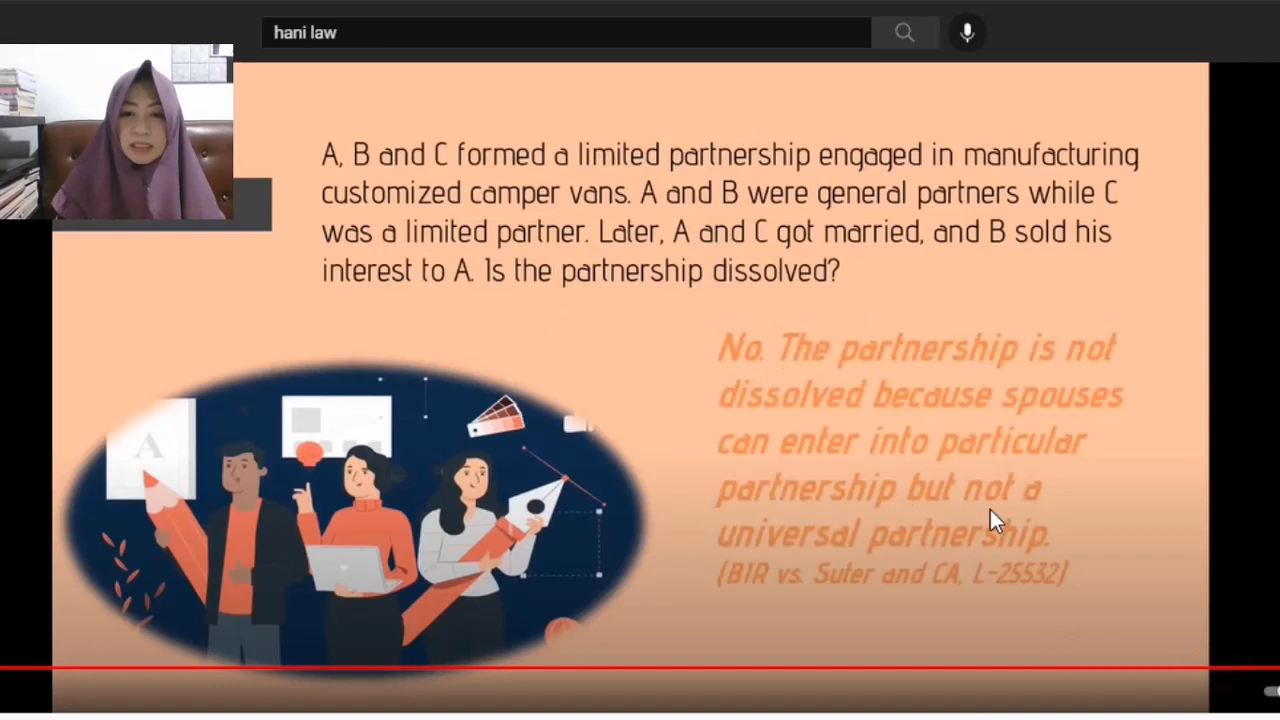 hani law
A, B and C formed a limited partnership engaged in manufacturing
customized camper vans. A and B were general partners while C
was a limited partner. Later, A and C got married, and B sold his
interest to A. Is the partnership dissolved?
No. The partnership is not
dissolved because spouses
can enter into particular
partnership but not a
universal partnership.
(BIR vs. Suter and CA, L-25532)
A